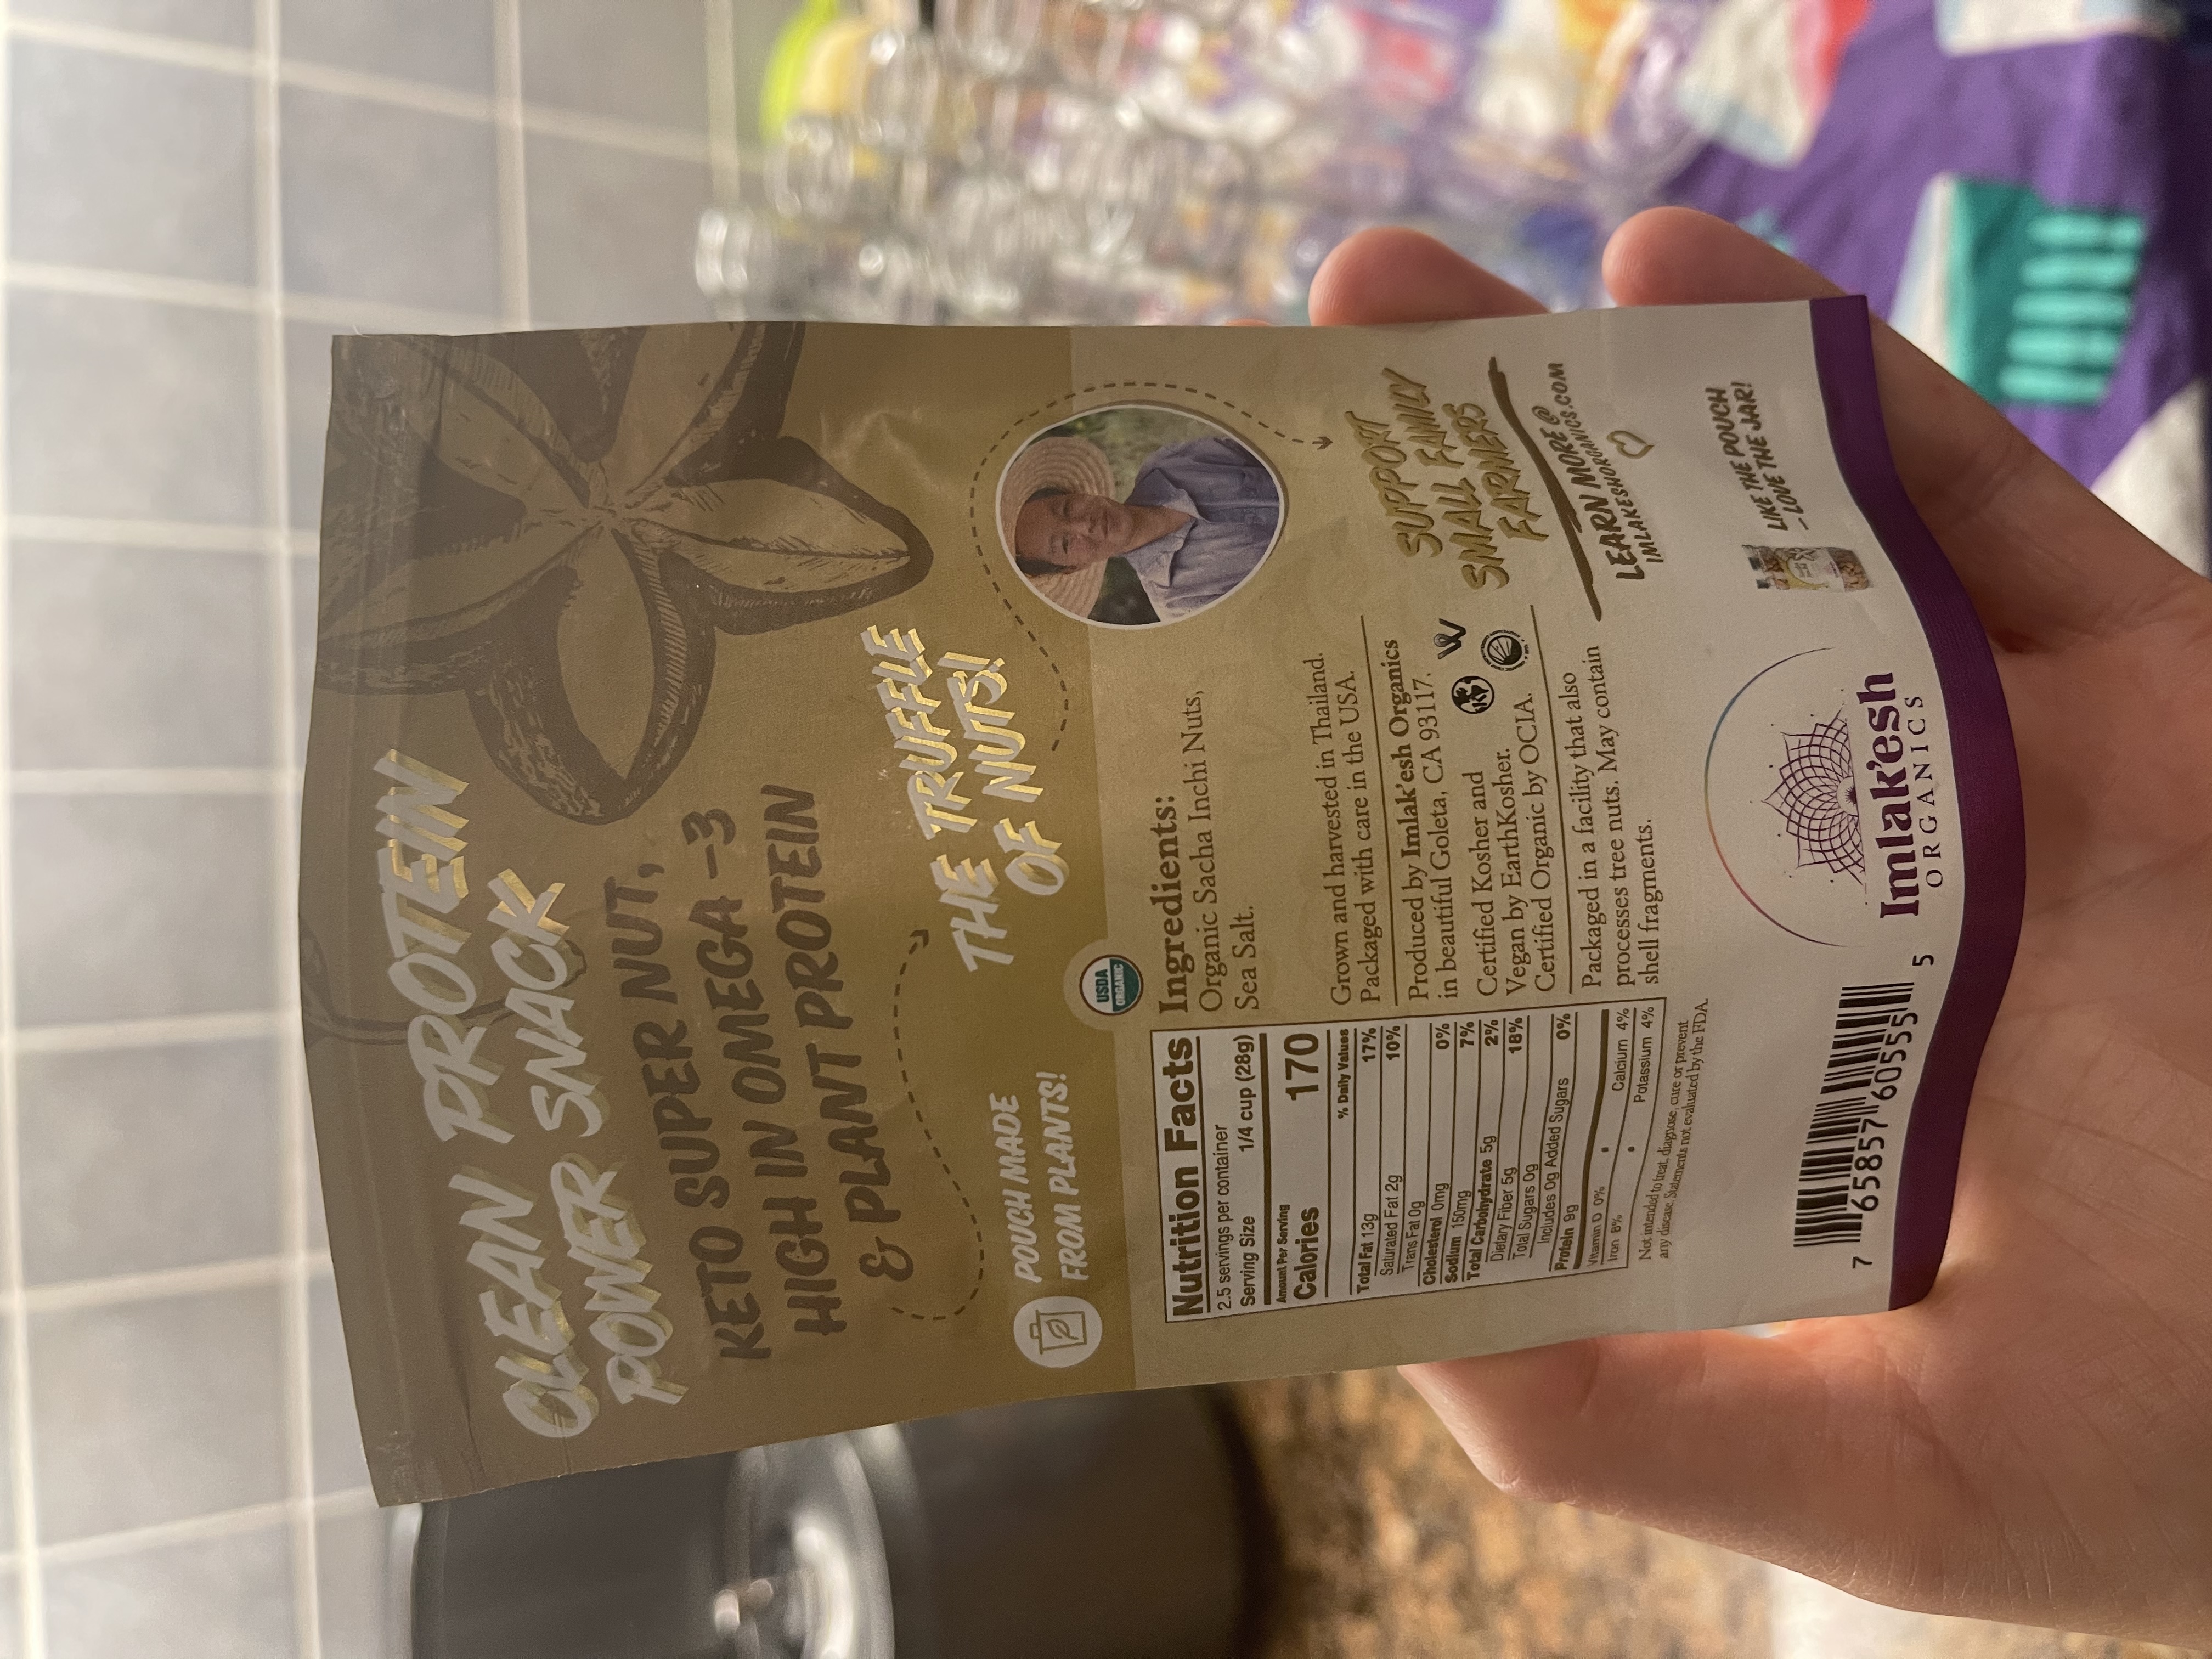 CLEAN PROTEIN
POWER SNACK
KETO SUPER NUT,
HIGH IN OMEGA-3
& PLANT PROTEIN
THE TRUFFLE
OF NUTS!
POUCH MADE
FROM PLANTS!
USDA
ORGANIC
Nutrition Facts
2.5 servings per container
Serving Size 1/4 cup (28g)
Amount Per Serving
Calories 170
% Daily Values
Total Fat 13g 17%
Saturated Fat 2g 10%
Trans Fat 0g
Cholesterol 0mg 0%
Sodium 150mg 7%
Total Carbohydrate 5g 2%
Dietary Fiber 5g 18%
Total Sugars 0g
Includes 0g Added Sugars 0%
Protein 9g
Vitamin D 0% • Calcium 4%
Iron 6% • Potassium 4%
Not intended to treat, diagnose, cure or prevent
any disease. Statements not evaluated by the FDA.
Ingredients:
Organic Sacha Inchi Nuts,
Sea Salt.
Grown and harvested in Thailand.
Packaged with care in the USA.
Produced by Imlak'esh Organics
in beautiful Goleta, CA 93117.
Certified Kosher and
Vegan by EarthKosher.
Certified Organic by OCIA.
Packaged in a facility that also
processes tree nuts. May contain
shell fragments.
SUPPORT
SMALL FAMILY
FARMERS
LEARN MORE @
IMLAKESHORGANICS.COM
LIKE THE POUCH
- LOVE THE JAR!
7 65857 60555 5
Imlak'esh
ORGANICS